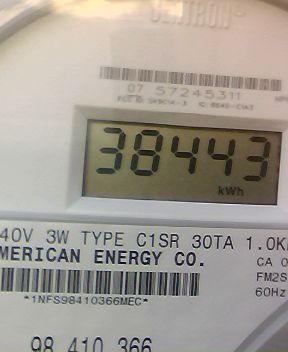 CENTRON®
07 57245311
38443
kWh
40V 3W TYPE C1SR 30TA 1.0K
MERICAN ENERGY CO.
CA 0
FM2S
60Hz
*1NFS98410366MEC*
98 410 366